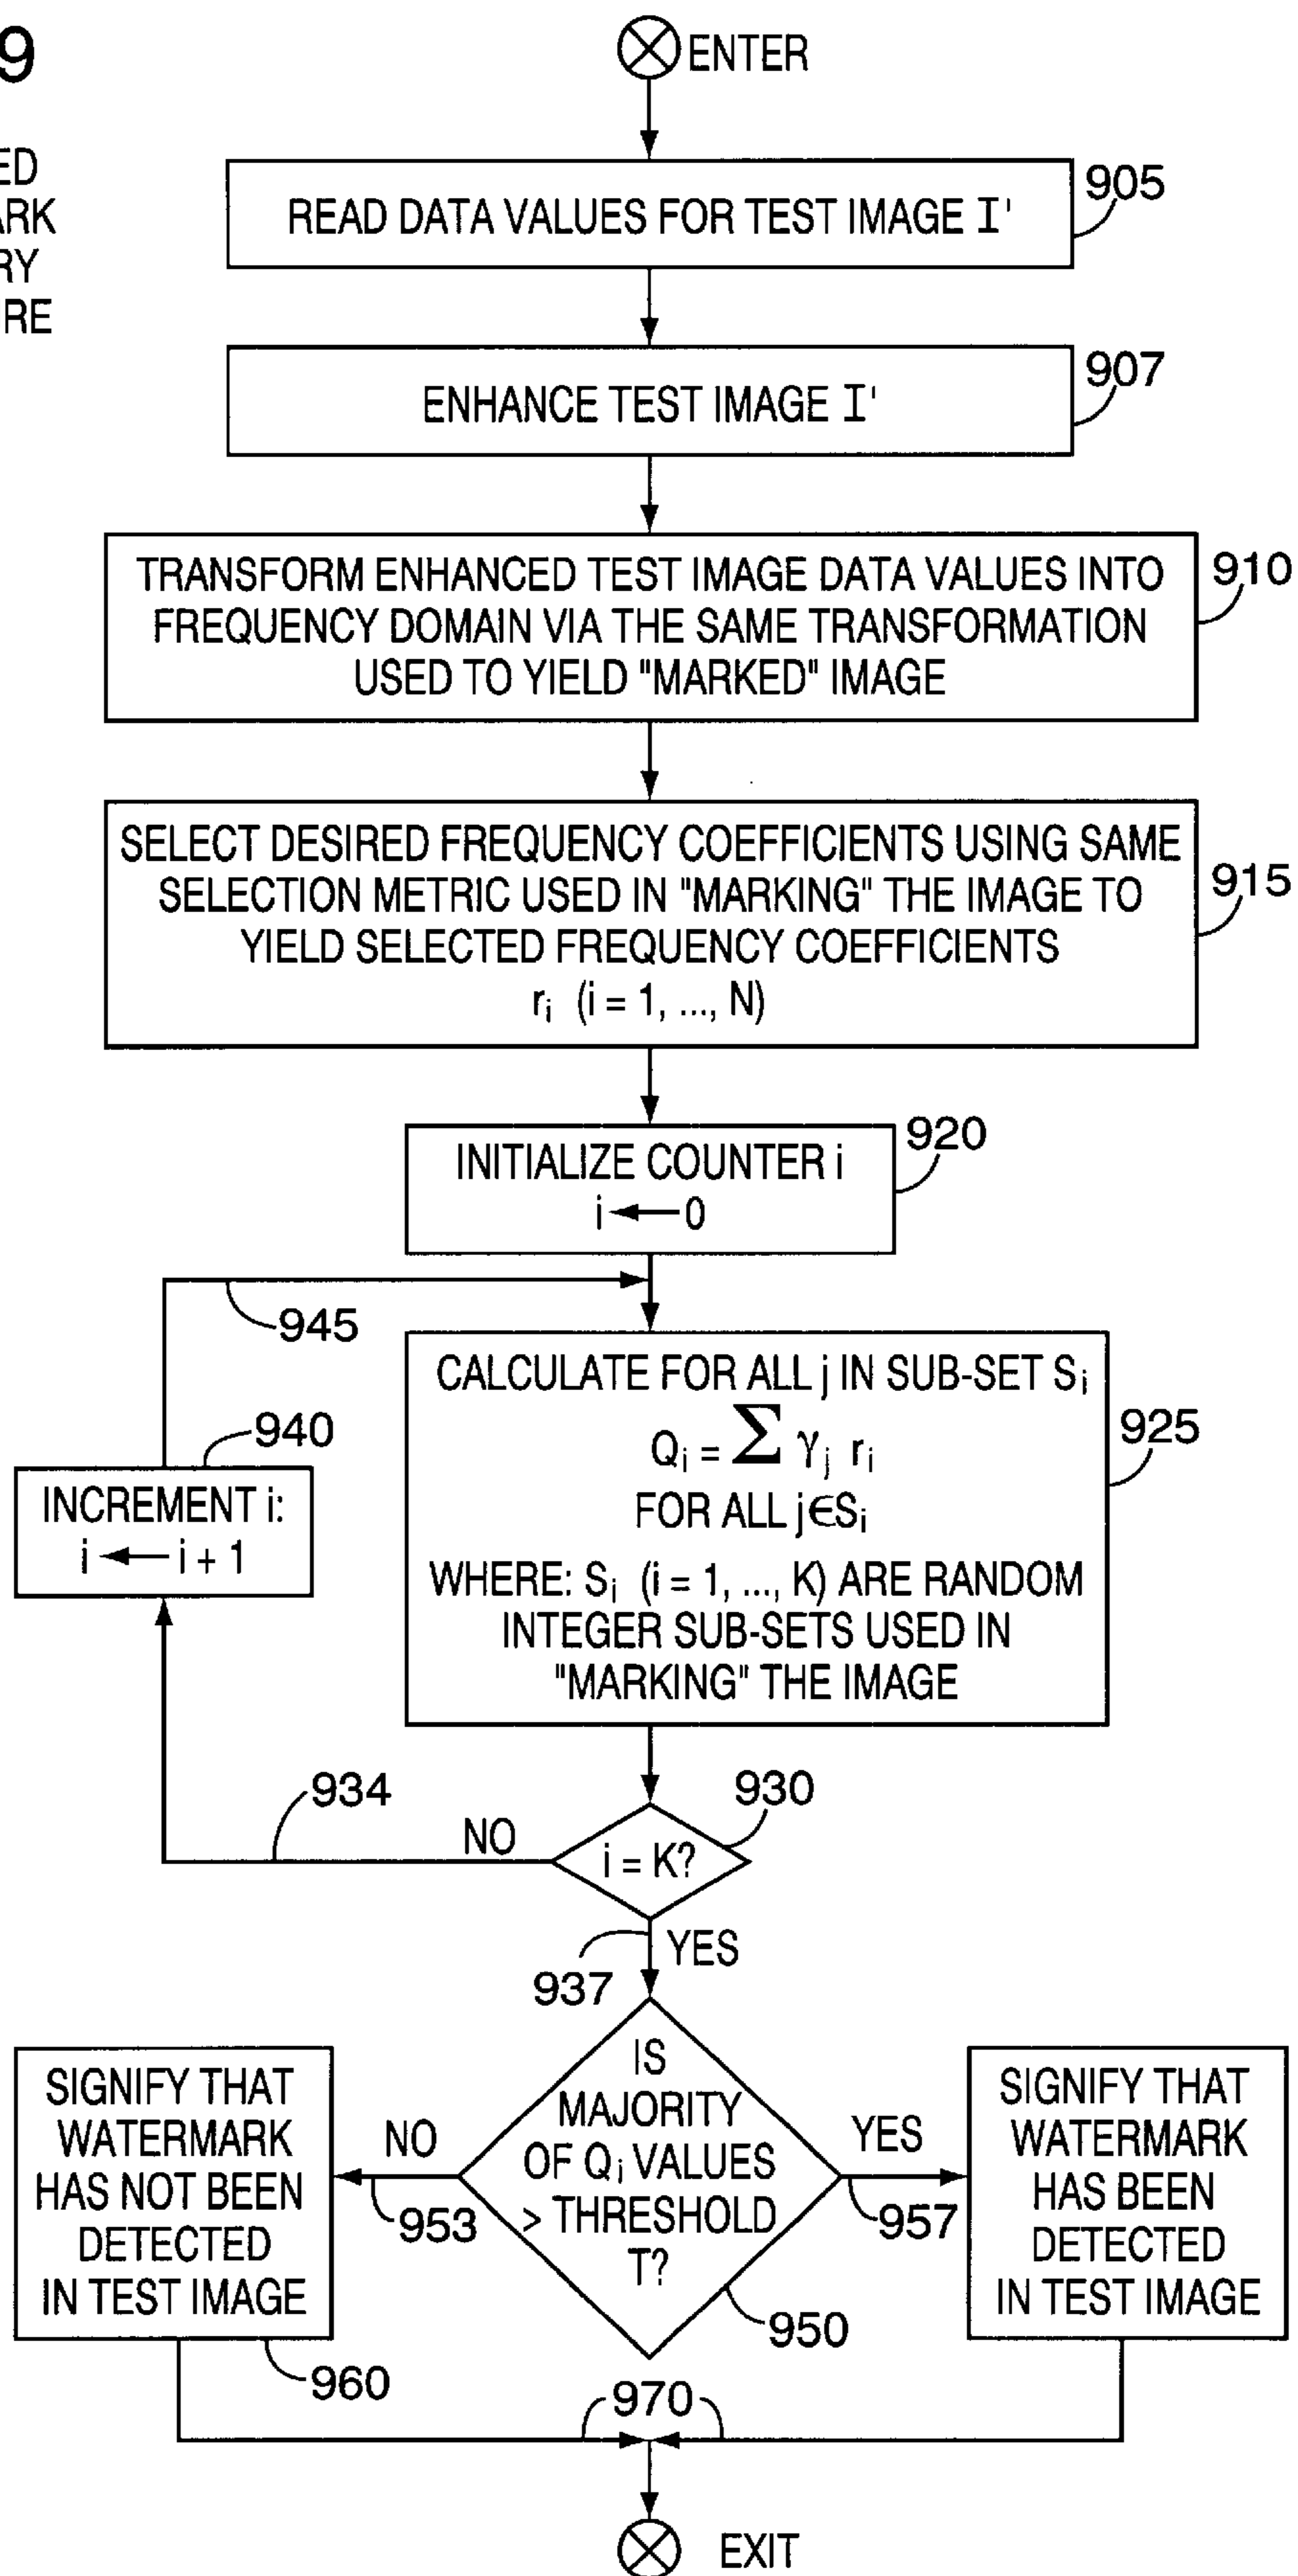 9
ENTER
ED
ARK
RY
RE
905
READ DATA VALUES FOR TEST IMAGE I'
907
ENHANCE TEST IMAGE I'
910
TRANSFORM ENHANCED TEST IMAGE DATA VALUES INTO
FREQUENCY DOMAIN VIA THE SAME TRANSFORMATION
USED TO YIELD "MARKED" IMAGE
915
SELECT DESIRED FREQUENCY COEFFICIENTS USING SAME
SELECTION METRIC USED IN "MARKING" THE IMAGE TO
YIELD SELECTED FREQUENCY COEFFICIENTS
rᵢ (i = 1, ..., N)
920
INITIALIZE COUNTER i
i ← 0
945
925
CALCULATE FOR ALL j IN SUB-SET Sᵢ
Qᵢ = Σ γⱼ rᵢ
FOR ALL j∈Sᵢ
WHERE: Sᵢ (i = 1, ..., K) ARE RANDOM
INTEGER SUB-SETS USED IN
"MARKING" THE IMAGE
940
INCREMENT i:
i ← i + 1
934
NO
930
i = K?
937
YES
IS
MAJORITY
OF Qᵢ VALUES
> THRESHOLD
T?
950
NO
953
YES
957
SIGNIFY THAT
WATERMARK
HAS NOT BEEN
DETECTED
IN TEST IMAGE
960
SIGNIFY THAT
WATERMARK
HAS BEEN
DETECTED
IN TEST IMAGE
970
EXIT